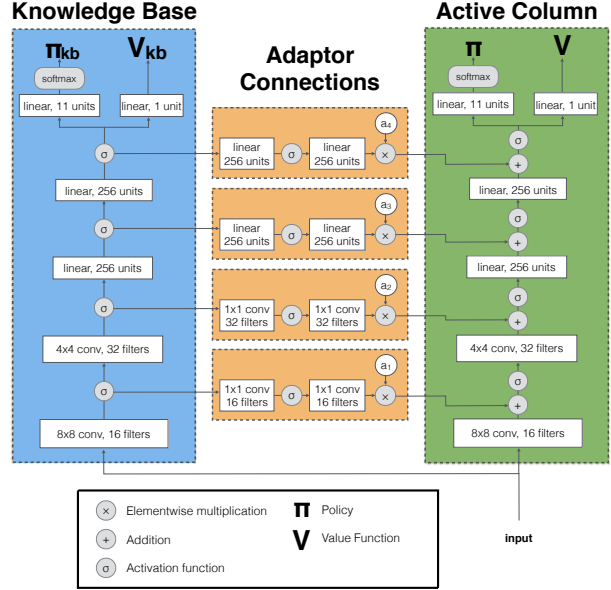 Knowledge Base
Active Column
Adaptor
Connections
πkb
Vkb
softmax
linear, 11 units
linear, 1 unit
σ
linear, 256 units
σ
linear, 256 units
σ
4x4 conv, 32 filters
σ
8x8 conv, 16 filters
a4
linear
256 units
σ
linear
256 units
×
a3
linear
256 units
σ
linear
256 units
×
a2
1x1 conv
32 filters
σ
1x1 conv
32 filters
×
a1
1x1 conv
16 filters
σ
1x1 conv
16 filters
×
π
V
softmax
linear, 11 units
linear, 1 unit
σ
+
linear, 256 units
σ
+
linear, 256 units
σ
+
4x4 conv, 32 filters
σ
+
8x8 conv, 16 filters
input
× Elementwise multiplication
+ Addition
σ Activation function
π Policy
V Value Function